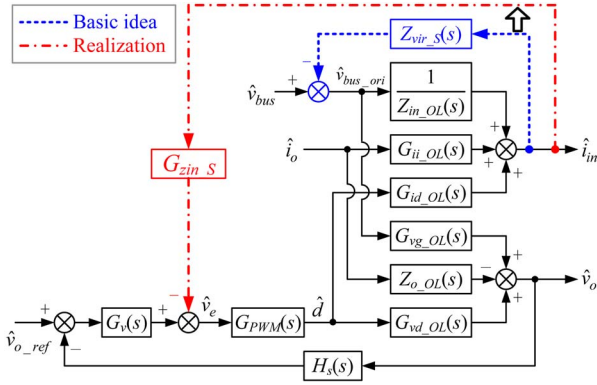 Basic idea
Realization
Z_vir_S(s)
−
+
v̂_bus
v̂_bus_ori
1
Z_in_OL(s)
+
î_o
G_ii_OL(s)
+
î_in
G_zin_S
G_id_OL(s)
+
G_vg_OL(s)
+
Z_o_OL(s)
−
v̂_o
−
v̂_e
d̂
+
v̂_o_ref
+
G_v(s)
+
G_PWM(s)
G_vd_OL(s)
−
H_s(s)